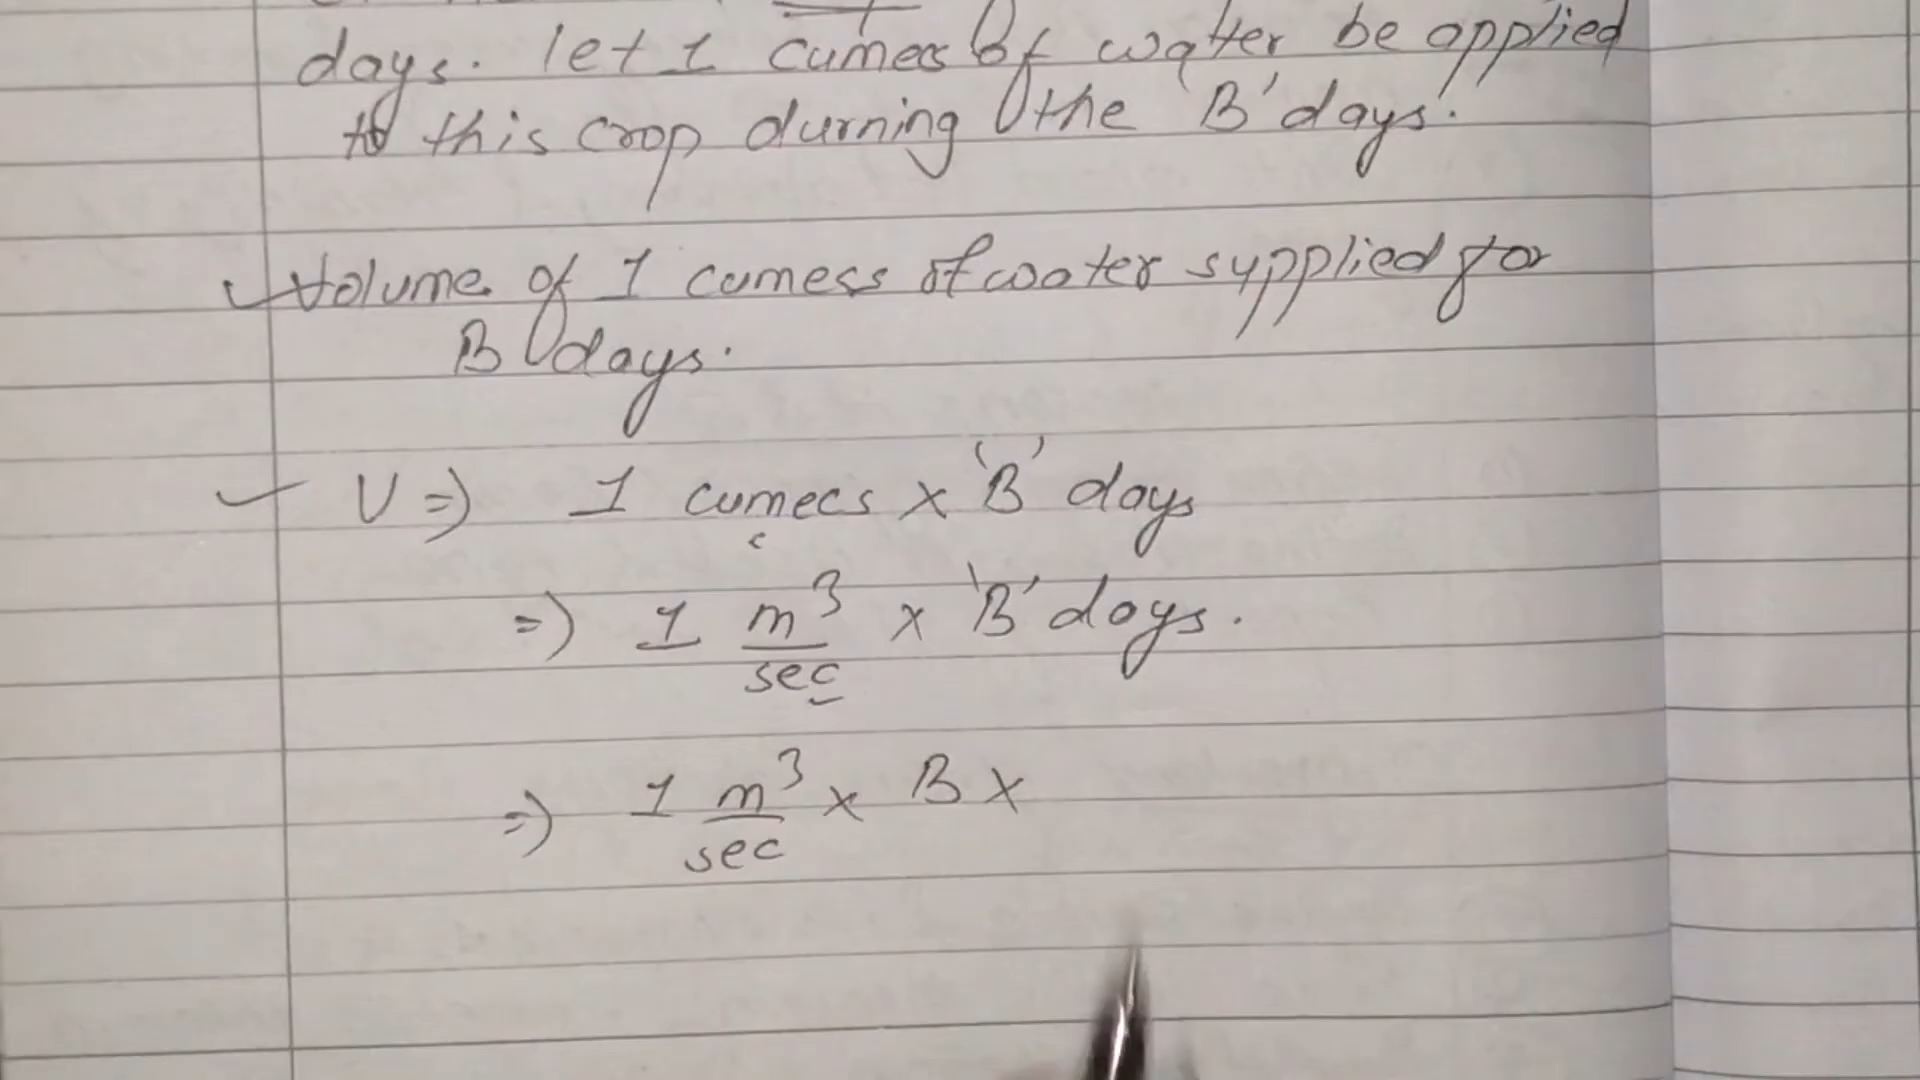 days. let 1 cumecs of water be applied
to this crop durning the 'B' days.
Volume of 1 cumess of water supplied for
B days.
V => 1 cumecs x 'B' days
=> 1 m³/sec x 'B' days.
=> 1 m³/sec x B x